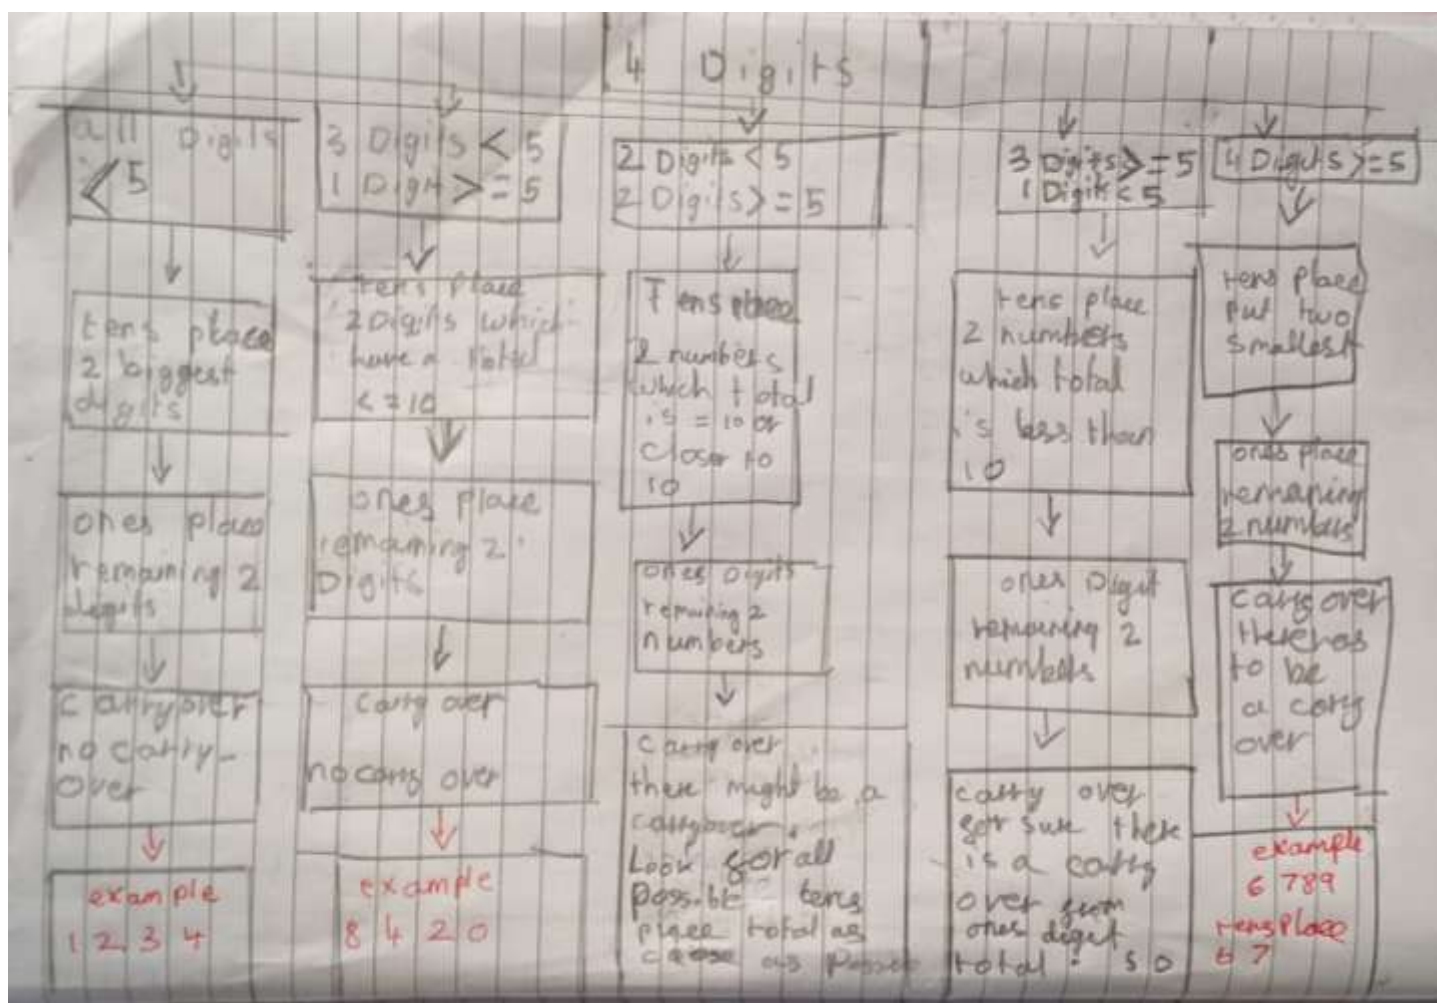 4 Digits
all Digits
< 5
tens place
2 biggest
digits
ones place
remaining 2
digits
carry over
no carry-
over
example
1 2 3 4
3 Digits < 5
1 Digit >= 5
tens place
2 Digits which
have a total
<=10
ones place
remaining 2
Digits
carry over
no carry over
example
8 4 2 0
2 Digits < 5
2 Digits >= 5
Tens place
2 numbers
which total
is = 10 or
closer to
10
ones Digits
remaining 2
numbers
carry over
there might be a
carryover.
Look for all
possible tens
place total as
as
3 Digits >= 5
1 Digits < 5
tens place
2 numbers
which total
is less than
10
ones Digit
remaining 2
numbers
carry over
for sure there
is a carry
over from
ones digit
total
4 Digits >= 5
tens place
put two
smallest
ones place
remaning
2 numbers
carry over
there has
to be
a carry
over
example
6 789
tens place
6 7